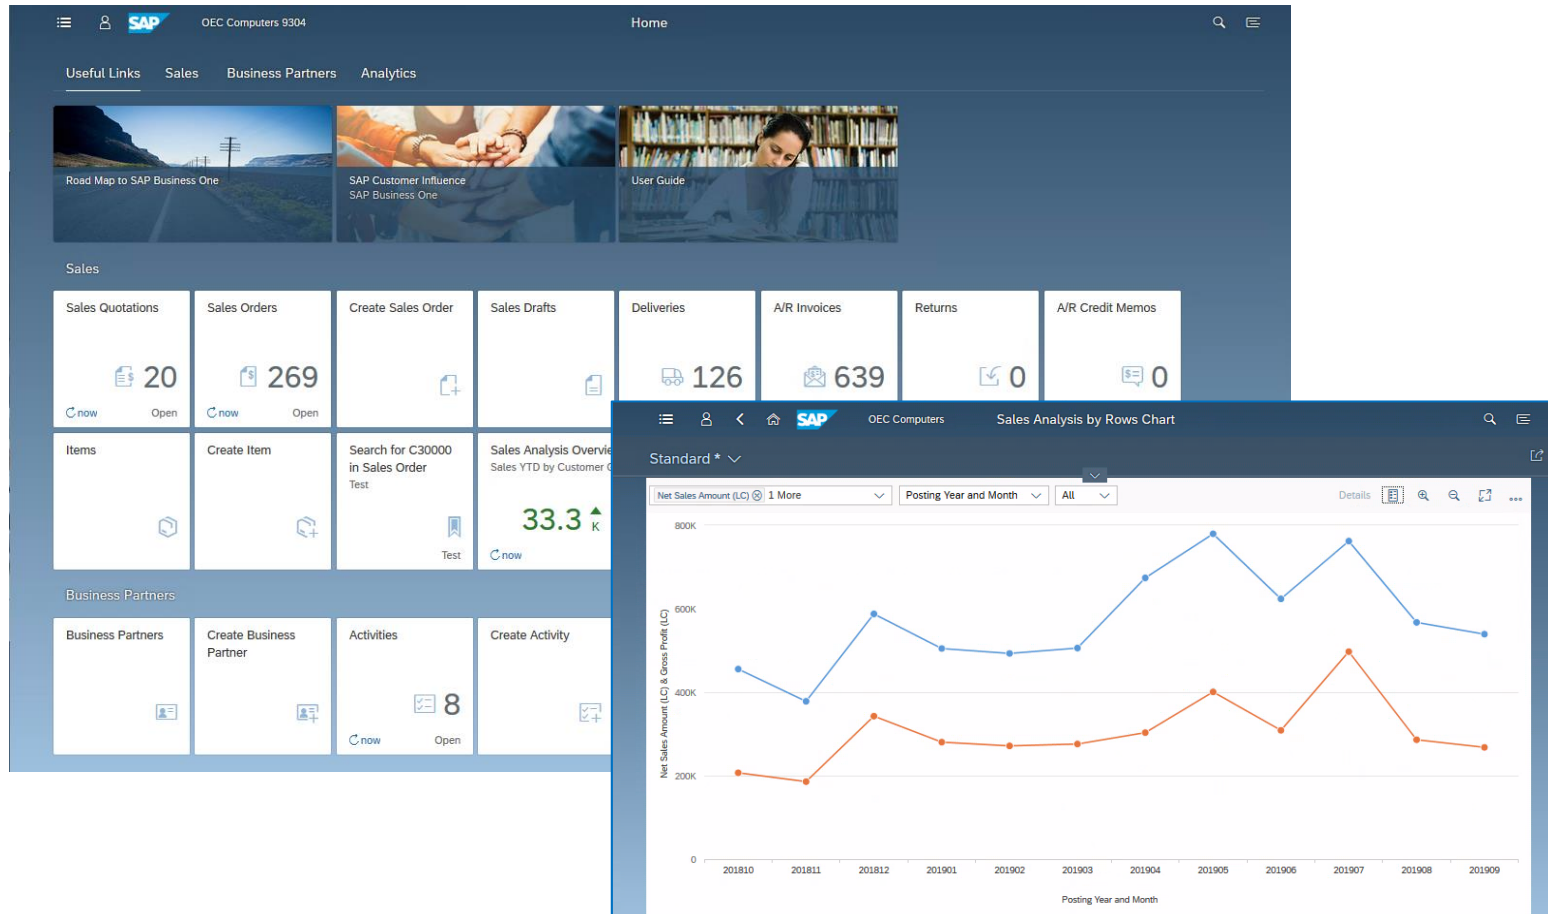 SAP
OEC Computers 9304
Home
Useful Links
Sales
Business Partners
Analytics
Road Map to SAP Business One
SAP Customer Influence
SAP Business One
User Guide
Sales
Sales Quotations
20
now
Open
Sales Orders
269
now
Open
Create Sales Order
Sales Drafts
Deliveries
126
A/R Invoices
639
Returns
0
A/R Credit Memos
0
Items
Create Item
Search for C30000
in Sales Order
Test
Test
Sales Analysis Overvie
Sales YTD by Customer
33.3
K
now
Business Partners
Business Partners
Create Business
Partner
Activities
8
now
Open
Create Activity
SAP
OEC Computers
Sales Analysis by Rows Chart
Standard *
Net Sales Amount (LC)
1 More
Posting Year and Month
All
Details
Net Sales Amount (LC) & Gross Profit (LC)
800K
600K
400K
200K
0
201810
201811
201812
201901
201902
201903
201904
201905
201906
201907
201908
201909
Posting Year and Month